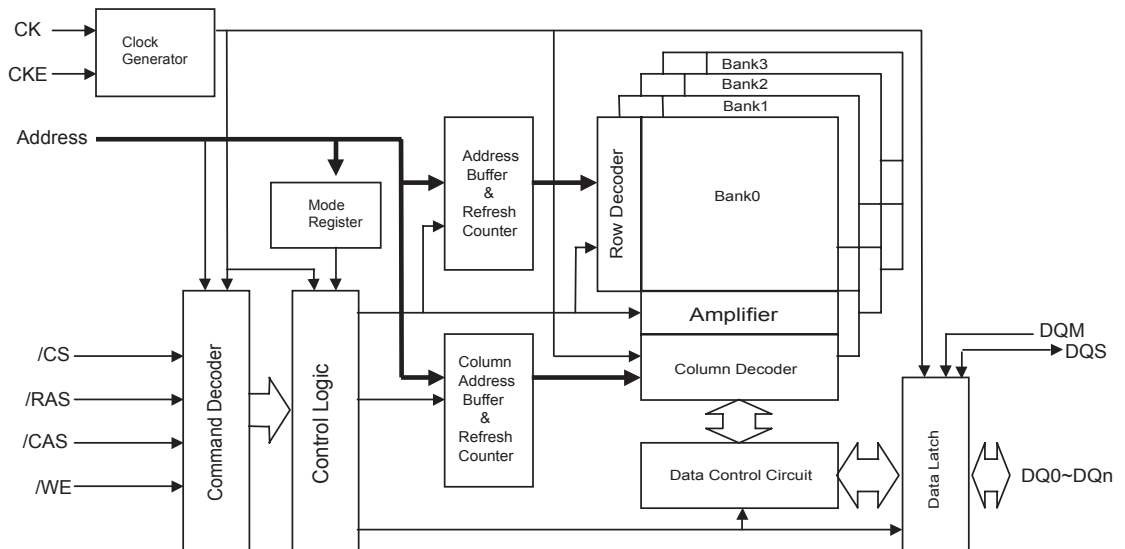 CK
CKE
Clock
Generator
Address
Mode
Register
Address
Buffer
&
Refresh
Counter
Bank3
Bank2
Bank1
Bank0
Row Decoder
Amplifier
Column Decoder
/CS
/RAS
/CAS
/WE
Command Decoder
Control Logic
Column
Address
Buffer
&
Refresh
Counter
Data Control Circuit
Data Latch
DQM
DQS
DQ0~DQn